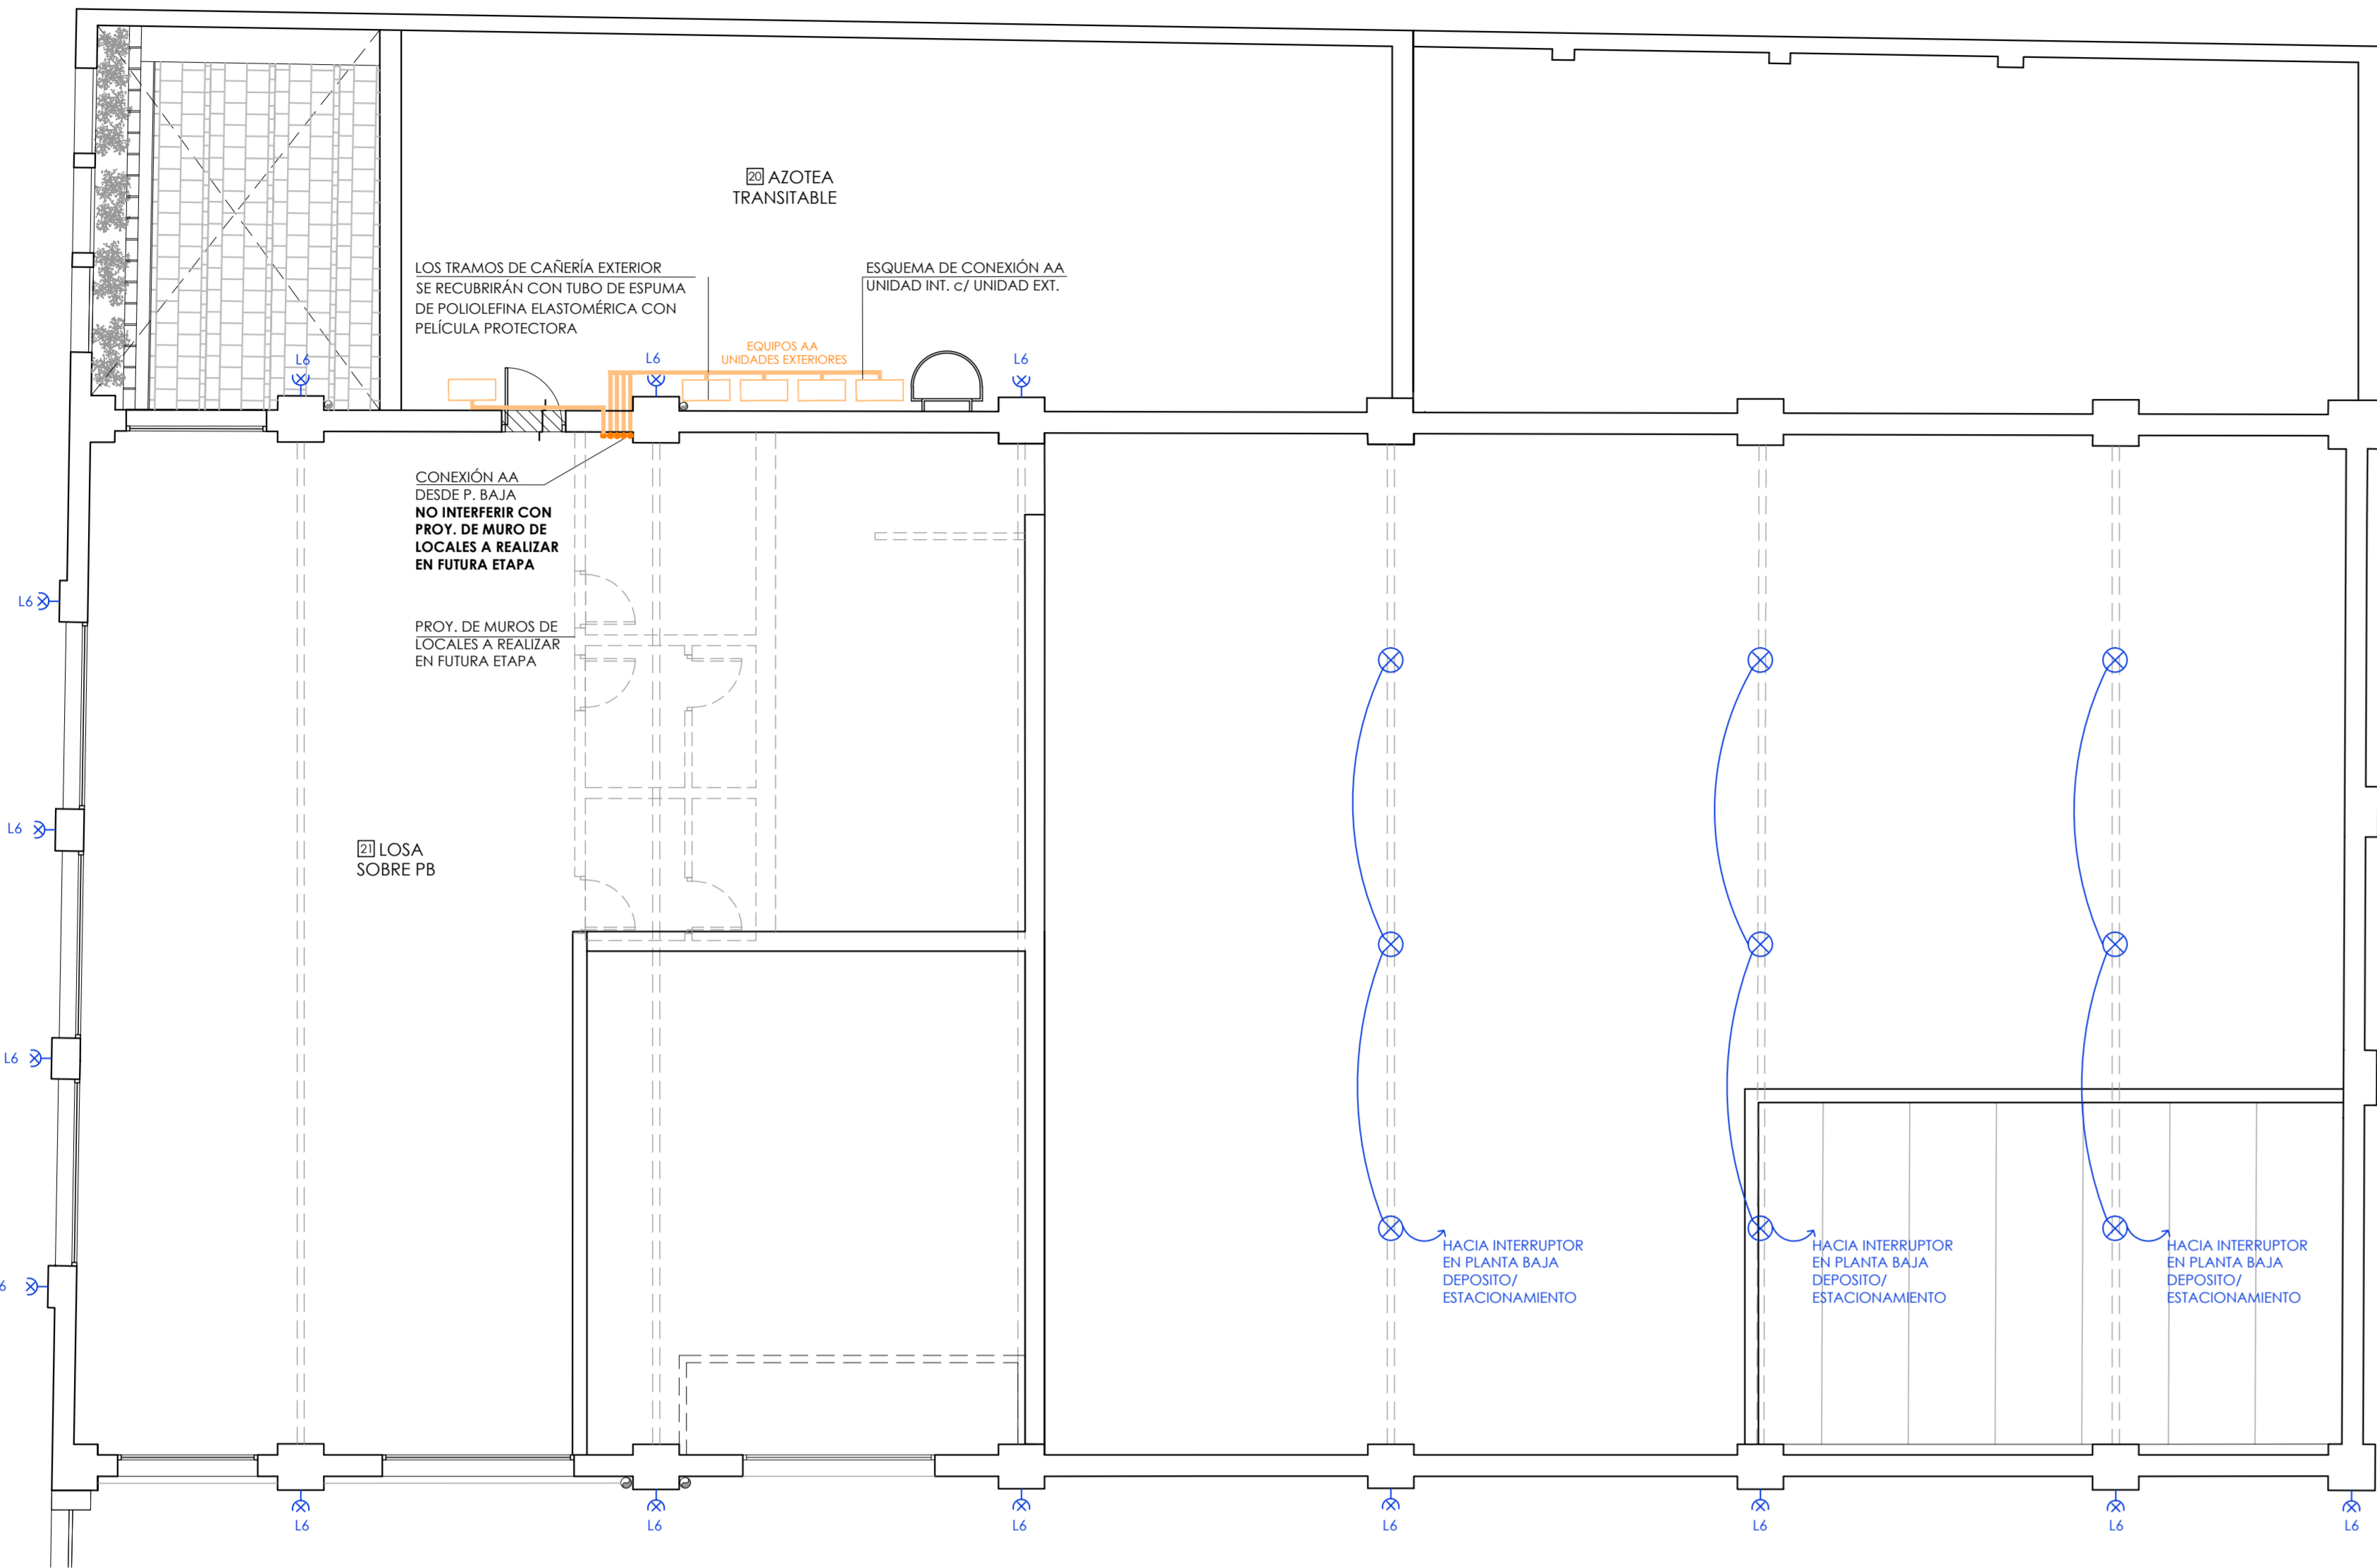 20 AZOTEA
TRANSITABLE
LOS TRAMOS DE CAÑERÍA EXTERIOR
SE RECUBRIRÁN CON TUBO DE ESPUMA
DE POLIOLEFINA ELASTOMÉRICA CON
PELÍCULA PROTECTORA
ESQUEMA DE CONEXIÓN AA
UNIDAD INT. c/ UNIDAD EXT.
EQUIPOS AA
UNIDADES EXTERIORES
L6
L6
L6
CONEXIÓN AA
DESDE P. BAJA
NO INTERFERIR CON
PROY. DE MURO DE
LOCALES A REALIZAR
EN FUTURA ETAPA
L6
PROY. DE MUROS DE
LOCALES A REALIZAR
EN FUTURA ETAPA
L6
21 LOSA
SOBRE PB
L6
6
HACIA INTERRUPTOR
EN PLANTA BAJA
DEPOSITO/
ESTACIONAMIENTO
HACIA INTERRUPTOR
EN PLANTA BAJA
DEPOSITO/
ESTACIONAMIENTO
HACIA INTERRUPTOR
EN PLANTA BAJA
DEPOSITO/
ESTACIONAMIENTO
L6
L6
L6
L6
L6
L6
L6